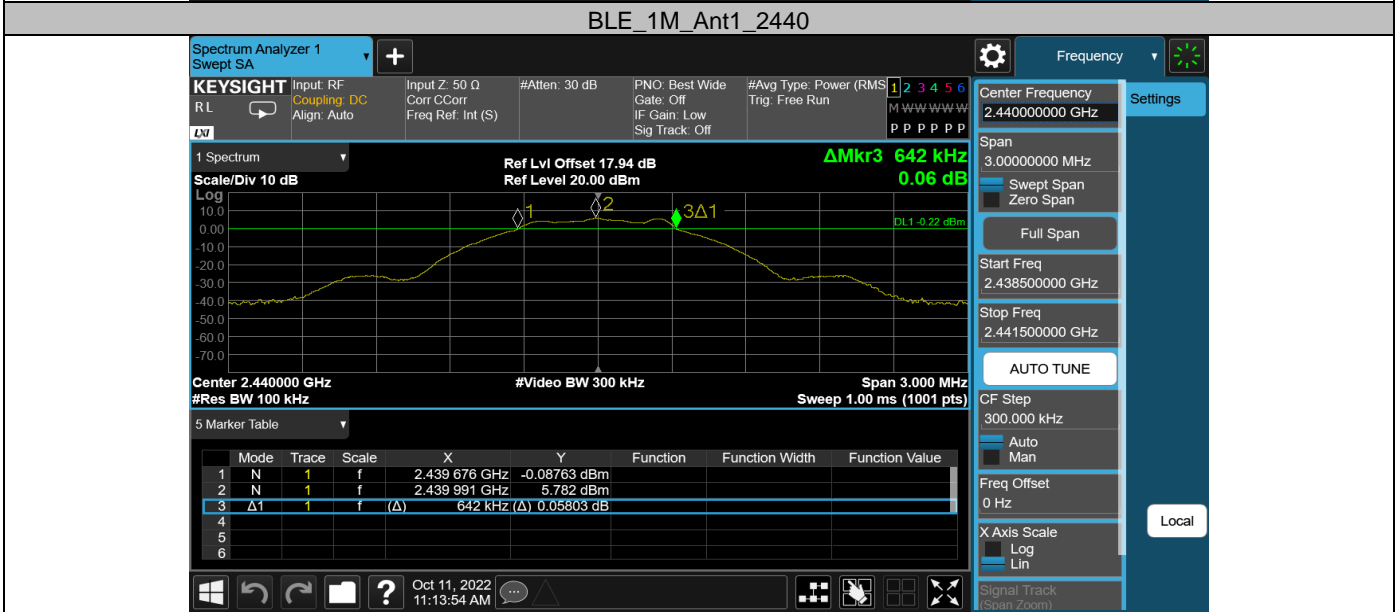 BLE_1M_Ant1_2440
Spectrum Analyzer 1
Swept SA
+
Frequency
KEYSIGHT
RL
LXI
Input: RF
Coupling: DC
Align: Auto
Input Z: 50 Ω
Corr CCorr
Freq Ref: Int (S)
#Atten: 30 dB
PNO: Best Wide
Gate: Off
IF Gain: Low
Sig Track: Off
#Avg Type: Power (RMS
Trig: Free Run
1 2 3 4 5 6
M W W W W W
P P P P P P
1 Spectrum
Scale/Div 10 dB
Ref Lvl Offset 17.94 dB
Ref Level 20.00 dBm
ΔMkr3 642 kHz
0.06 dB
Log
10.0
0.00
-10.0
-20.0
-30.0
-40.0
-50.0
-60.0
-70.0
1
2
3Δ1
DL1 -0.22 dBm
Center 2.440000 GHz
#Res BW 100 kHz
#Video BW 300 kHz
Span 3.000 MHz
Sweep 1.00 ms (1001 pts)
5 Marker Table
Mode Trace Scale X Y Function Function Width Function Value
1 N 1 f 2.439 676 GHz -0.08763 dBm
2 N 1 f 2.439 991 GHz 5.782 dBm
3 Δ1 1 f (Δ) 642 kHz (Δ) 0.05803 dB
4
5
6
Center Frequency
2.440000000 GHz
Settings
Span
3.00000000 MHz
Swept Span
Zero Span
Full Span
Start Freq
2.438500000 GHz
Stop Freq
2.441500000 GHz
AUTO TUNE
CF Step
300.000 kHz
Auto
Man
Freq Offset
0 Hz
X Axis Scale
Log
Lin
Signal Track
(Span Zoom)
Local
?
Oct 11, 2022
11:13:54 AM